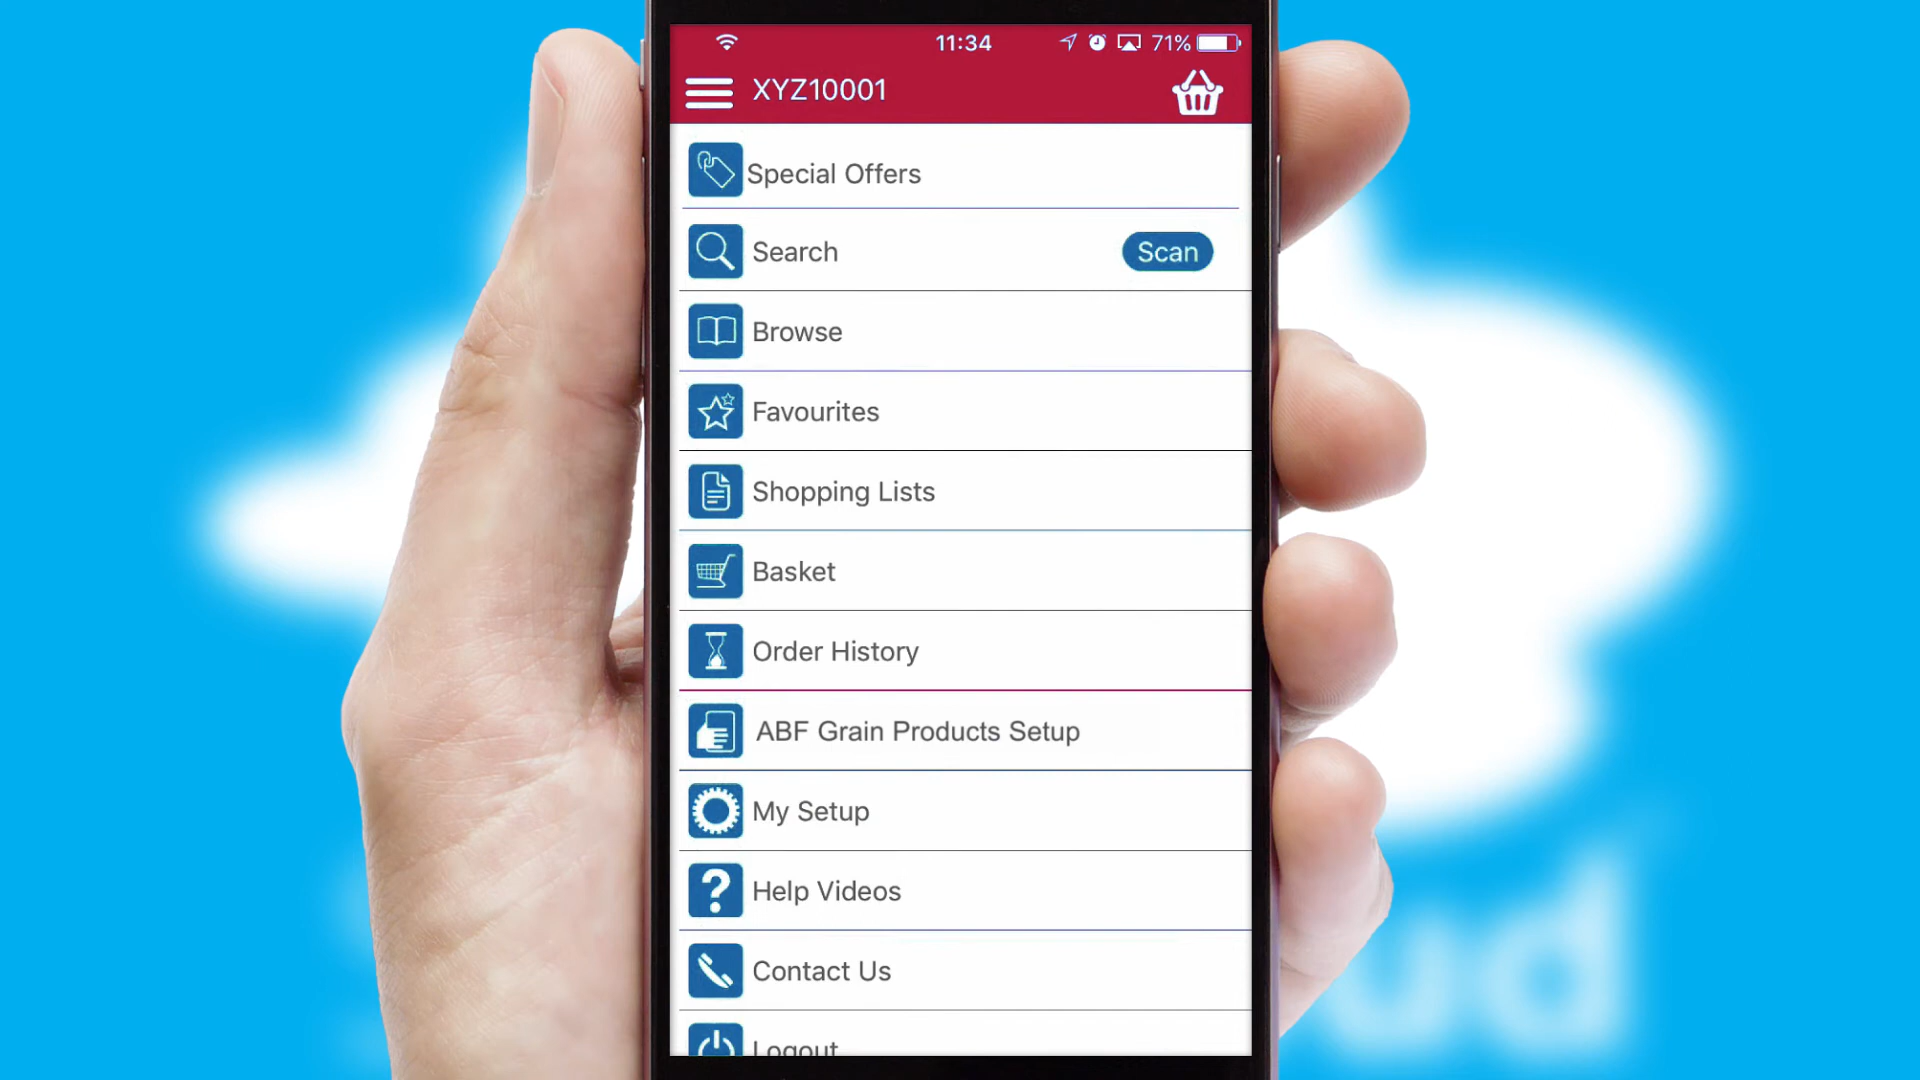 11:34
71%
XYZ10001
Special Offers
Search
Scan
Browse
Favourites
Shopping Lists
Basket
Order History
ABF Grain Products Setup
My Setup
Help Videos
Contact Us
Logout
ud